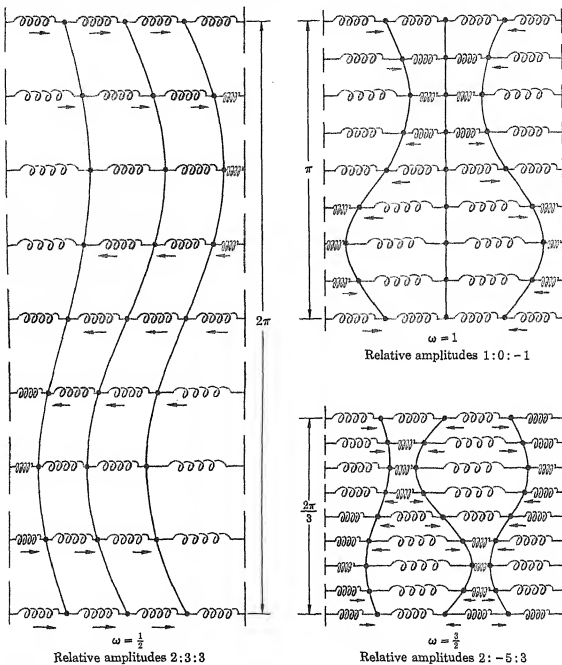 2π
ω = 1/2
Relative amplitudes 2:3:3
π
ω = 1
Relative amplitudes 1:0:−1
2π/3
ω = 3/2
Relative amplitudes 2:−5:3